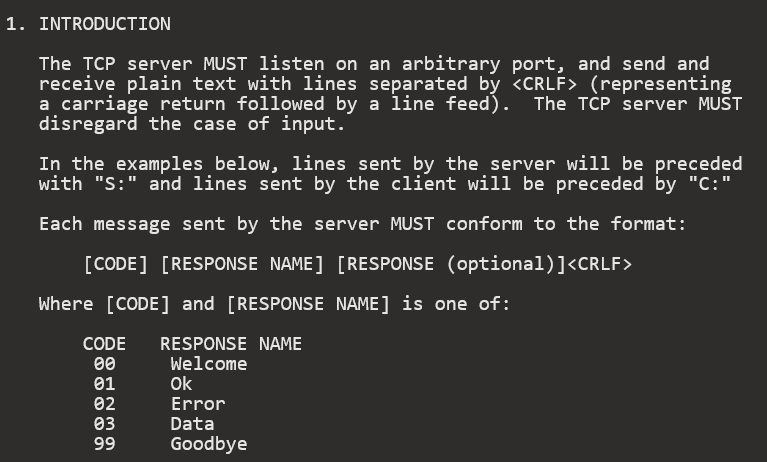 1. INTRODUCTION
The TCP server MUST listen on an arbitrary port, and send and
receive plain text with lines separated by <CRLF> (representing
a carriage return followed by a line feed).  The TCP server MUST
disregard the case of input.
In the examples below, lines sent by the server will be preceded
with "S:" and lines sent by the client will be preceded by "C:"
Each message sent by the server MUST conform to the format:
[CODE] [RESPONSE NAME] [RESPONSE (optional)]<CRLF>
Where [CODE] and [RESPONSE NAME] is one of:
CODE   RESPONSE NAME
00     Welcome
01     Ok
02     Error
03     Data
99     Goodbye